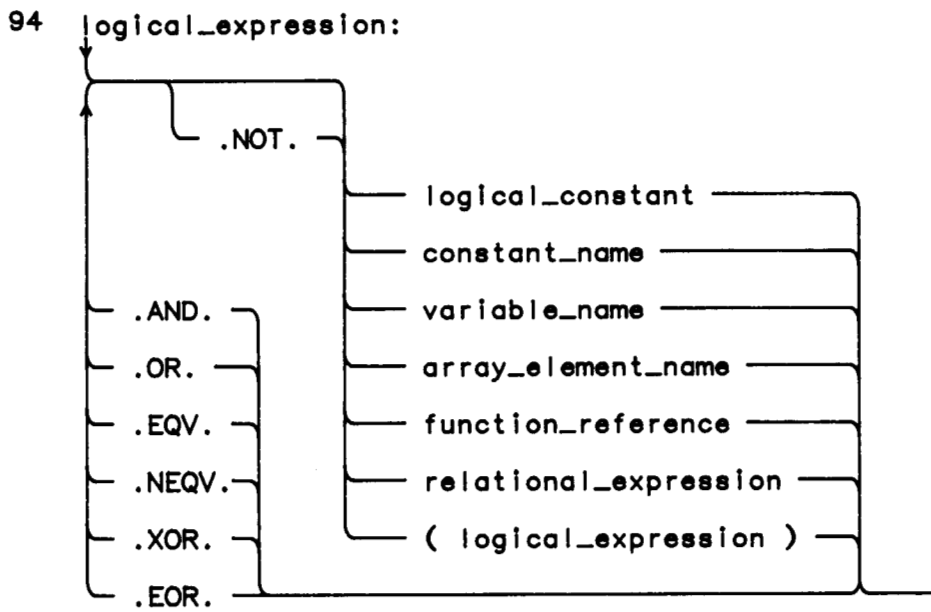 94 logical_expression:
.NOT.
logical_constant
constant_name
.AND. variable_name
.OR. array_element_name
.EQV. function_reference
.NEQV. relational_expression
.XOR. ( logical_expression )
.EOR.